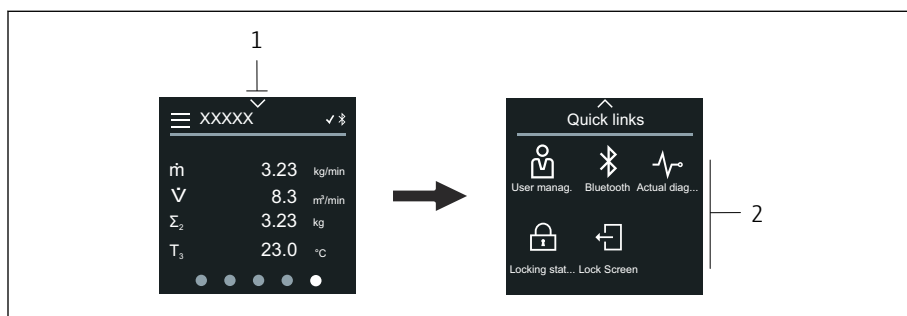 1
XXXXX
ṁ 3.23 kg/min
V̇ 8.3 m³/min
Σ₂ 3.23 kg
T₃ 23.0 °C
Quick links
User manag. Bluetooth Actual diag...
Locking stat... Lock Screen
2